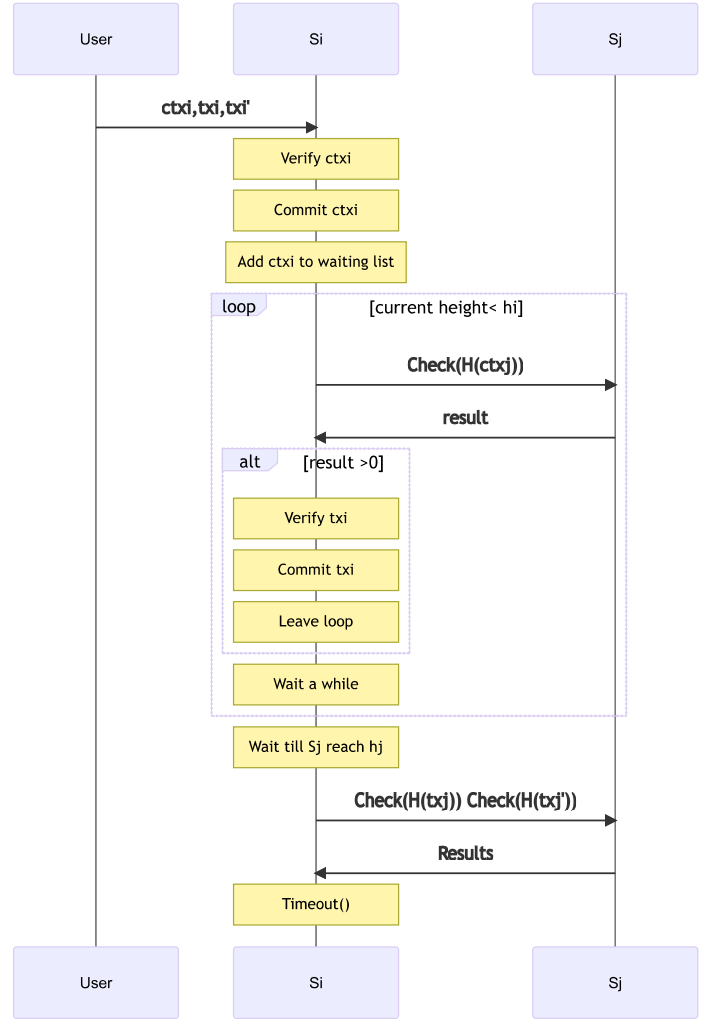 User Si Sj
ctxi,txi,txi'
Verify ctxi
Commit ctxi
Add ctxi to waiting list
loop [current height< hi]
Check(H(ctxj))
result
alt [result >0]
Verify txi
Commit txi
Leave loop
Wait a while
Wait till Sj reach hj
Check(H(txj)) Check(H(txj'))
Results
Timeout()
User Si Sj